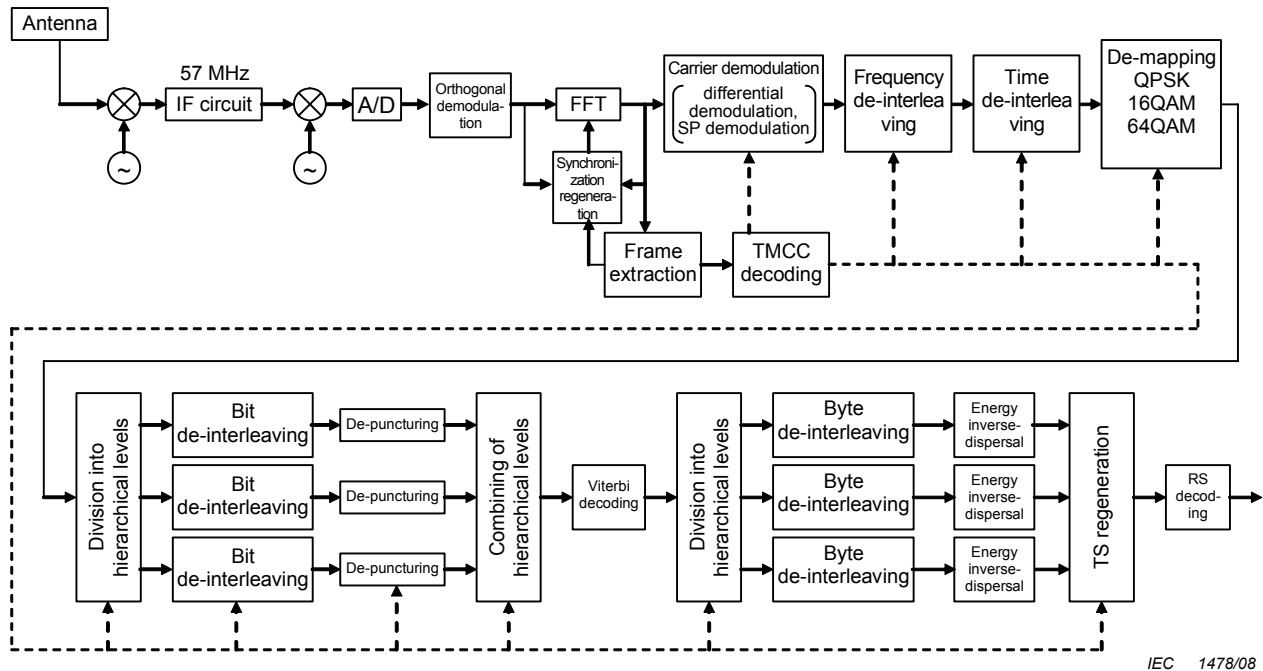 Antenna
57 MHz
IF circuit
~
~
A/D
Orthogonal
demodula-
tion
FFT
Synchroni-
zation
regenera-
tion
Carrier demodulation
differential
demodulation,
SP demodulation
Frequency
de-interlea
ving
Time
de-interlea
ving
De-mapping
QPSK
16QAM
64QAM
Frame
extraction
TMCC
decoding
Division into
hierarchical levels
Bit
de-interleaving
De-puncturing
Bit
de-interleaving
De-puncturing
Bit
de-interleaving
De-puncturing
Combining of
hierarchical levels
Viterbi
decoding
Division into
hierarchical levels
Byte
de-interleaving
Energy
inverse-
dispersal
Byte
de-interleaving
Energy
inverse-
dispersal
Byte
de-interleaving
Energy
inverse-
dispersal
TS regeneration
RS
decod-
ing
IEC 1478/08